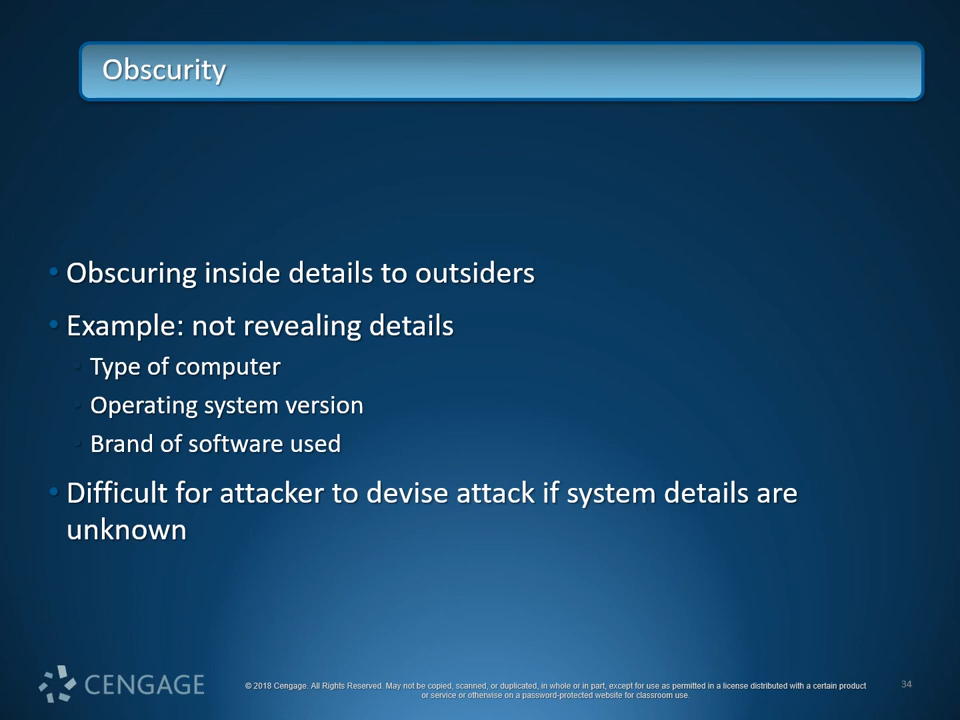 Obscurity
• Obscuring inside details to outsiders
• Example: not revealing details
• Type of computer
• Operating system version
• Brand of software used
• Difficult for attacker to devise attack if system details are
unknown
CENGAGE
© 2018 Cengage. All Rights Reserved. May not be copied, scanned, or duplicated, in whole or in part, except for use as permitted in a license distributed with a certain product
or service or otherwise on a password-protected website for classroom use.
34